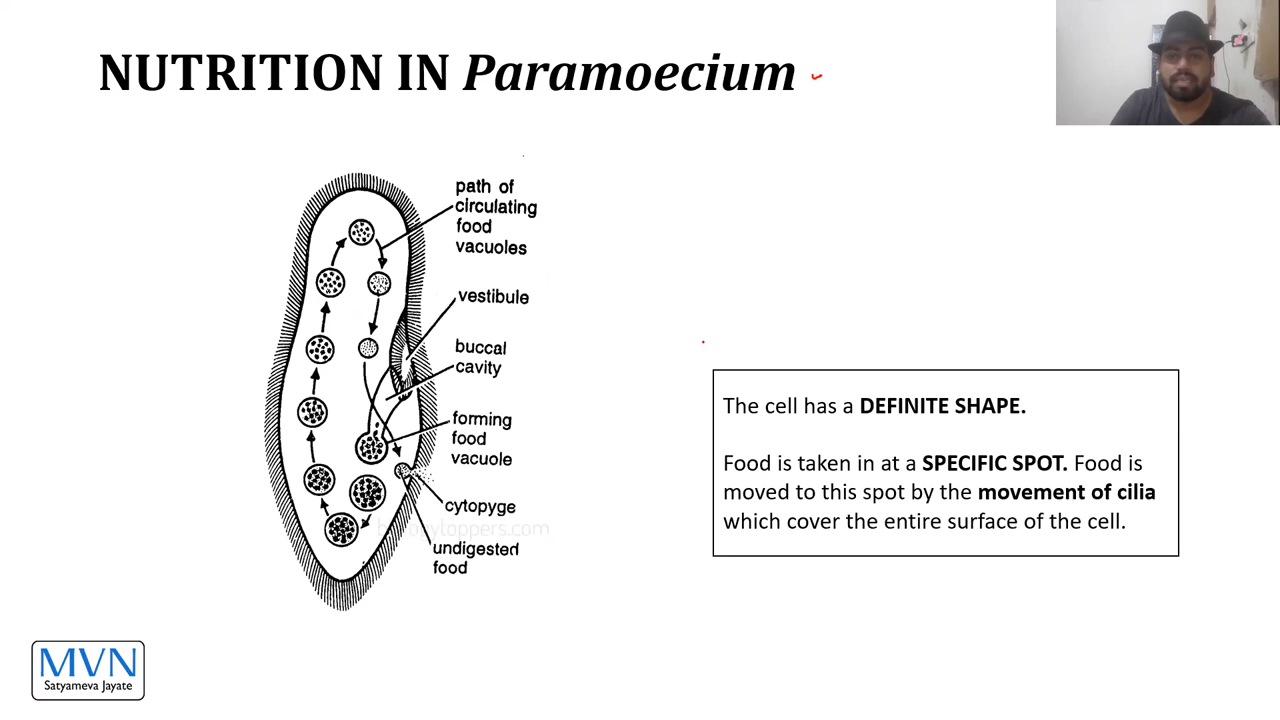 NUTRITION IN Paramoecium
path of
circulating
food
vacuoles
vestibule
buccal
cavity
forming
food
vacuole
cytopyge
undigested
food
The cell has a DEFINITE SHAPE.
Food is taken in at a SPECIFIC SPOT. Food is
moved to this spot by the movement of cilia
which cover the entire surface of the cell.
MVN
Satyameva Jayate